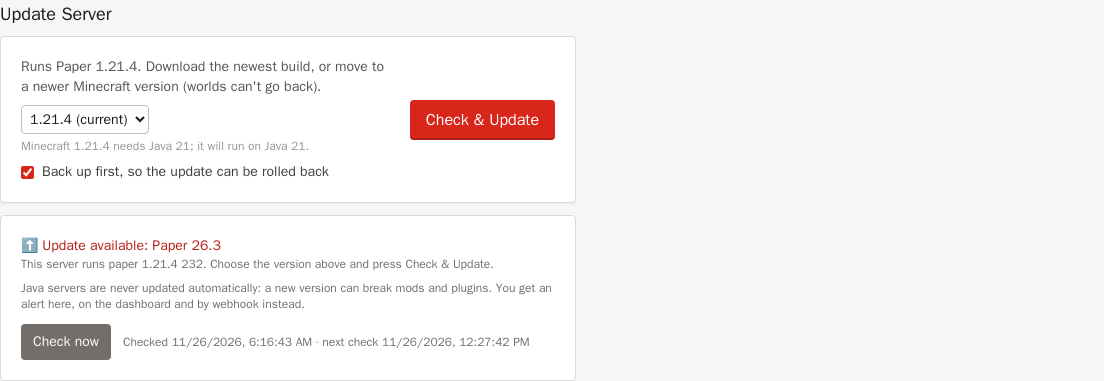 Update Server
Runs Paper 1.21.4. Download the newest build, or move to
a newer Minecraft version (worlds can't go back).
1.21.4 (current)
Check & Update
Minecraft 1.21.4 needs Java 21; it will run on Java 21.
Back up first, so the update can be rolled back
⬆️ Update available: Paper 26.3
This server runs paper 1.21.4 232. Choose the version above and press Check & Update.
Java servers are never updated automatically: a new version can break mods and plugins. You get an
alert here, on the dashboard and by webhook instead.
Check now
Checked 11/26/2026, 6:16:43 AM · next check 11/26/2026, 12:27:42 PM